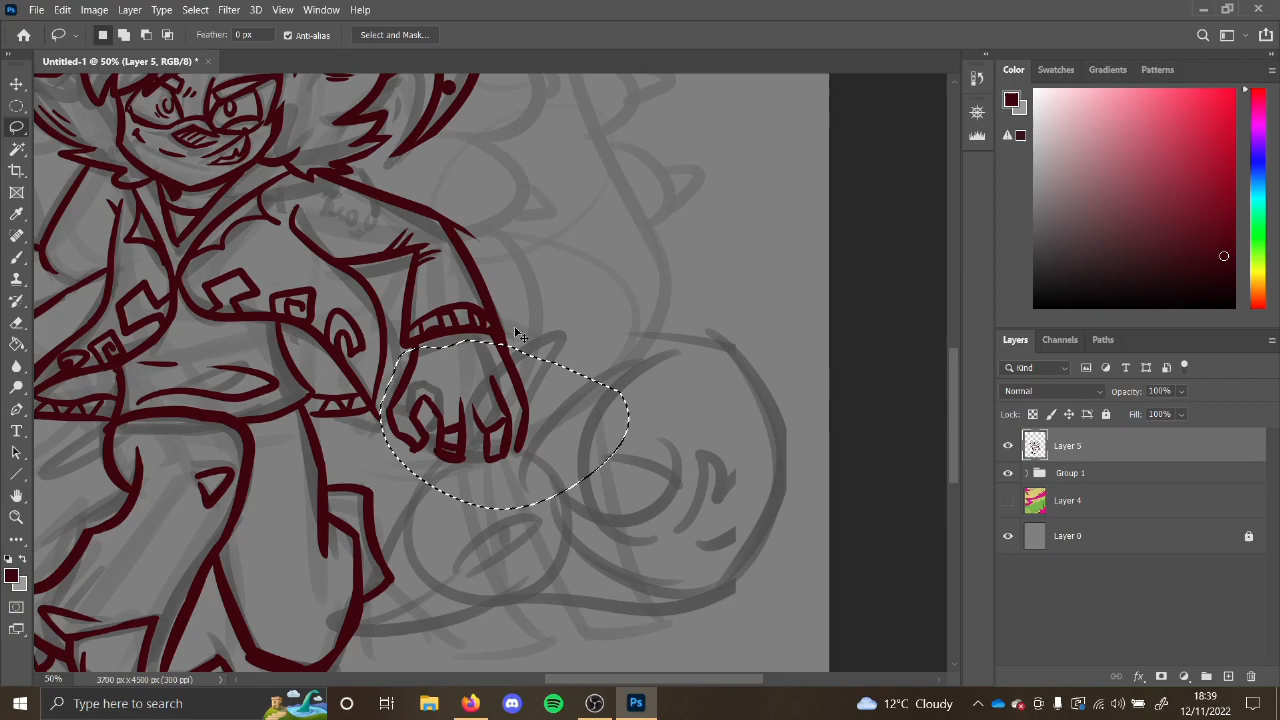 Ps File Edit Image Layer Type Select Filter 3D View Window Help
Feather: 0 px Anti-alias Select and Mask...
Untitled-1 @ 50% (Layer 5, RGB/8) *
Color Swatches Gradients Patterns
Layers Channels Paths
Kind
Normal Opacity: 100%
Lock: Fill: 100%
Layer 5
Group 1
Layer 4
Layer 0
50% 3700 px x 4500 px (300 ppi)
Type here to search
Ps
12°C Cloudy
18:39
12/11/2022